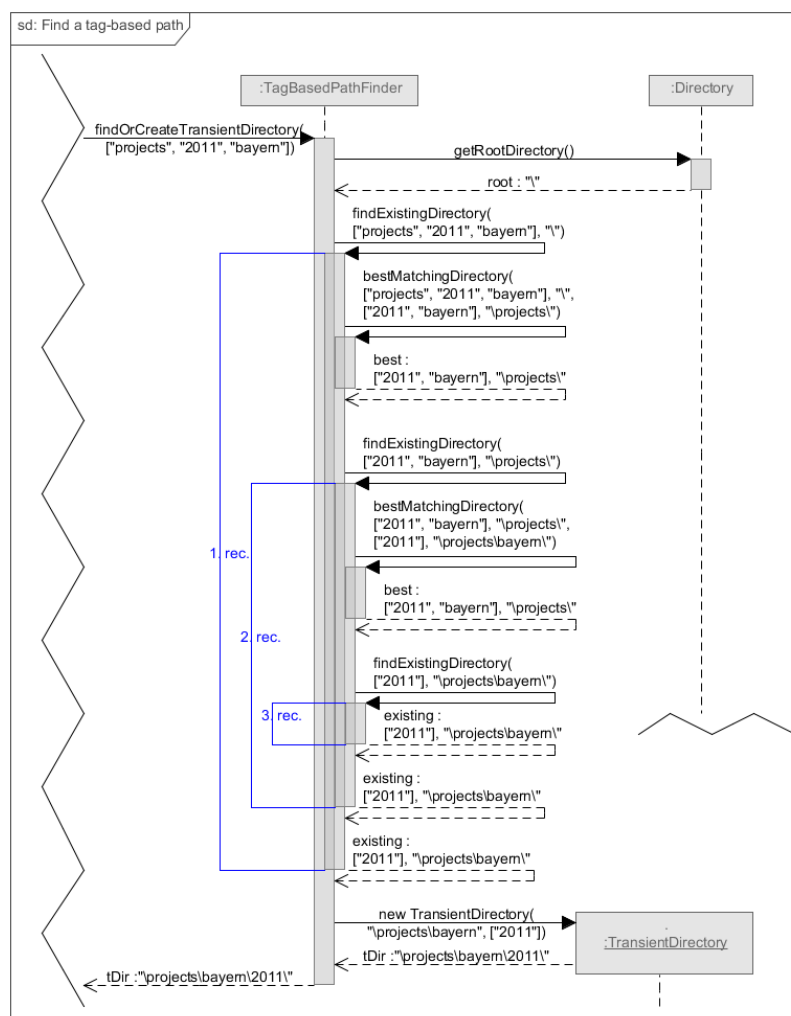 sd: Find a tag-based path
:TagBasedPathFinder
:Directory
findOrCreateTransientDirectory(
["projects", "2011", "bayern"])
getRootDirectory()
root : "\"
findExistingDirectory(
["projects", "2011", "bayern"], "\")
bestMatchingDirectory(
["projects", "2011", "bayern"], "\",
["2011", "bayern"], "\projects\")
best :
["2011", "bayern"], "\projects\"
findExistingDirectory(
["2011", "bayern"], "\projects\")
bestMatchingDirectory(
["2011", "bayern"], "\projects\",
["2011"], "\projects\bayern\")
1. rec.
best :
["2011", "bayern"], "\projects\"
2. rec.
findExistingDirectory(
["2011"], "\projects\bayern\")
3. rec.
existing :
["2011"], "\projects\bayern\"
existing :
["2011"], "\projects\bayern\"
existing :
["2011"], "\projects\bayern\"
new TransientDirectory(
"\projects\bayern", ["2011"])
:TransientDirectory
tDir :"\projects\bayern\2011\"
tDir :"\projects\bayern\2011\"